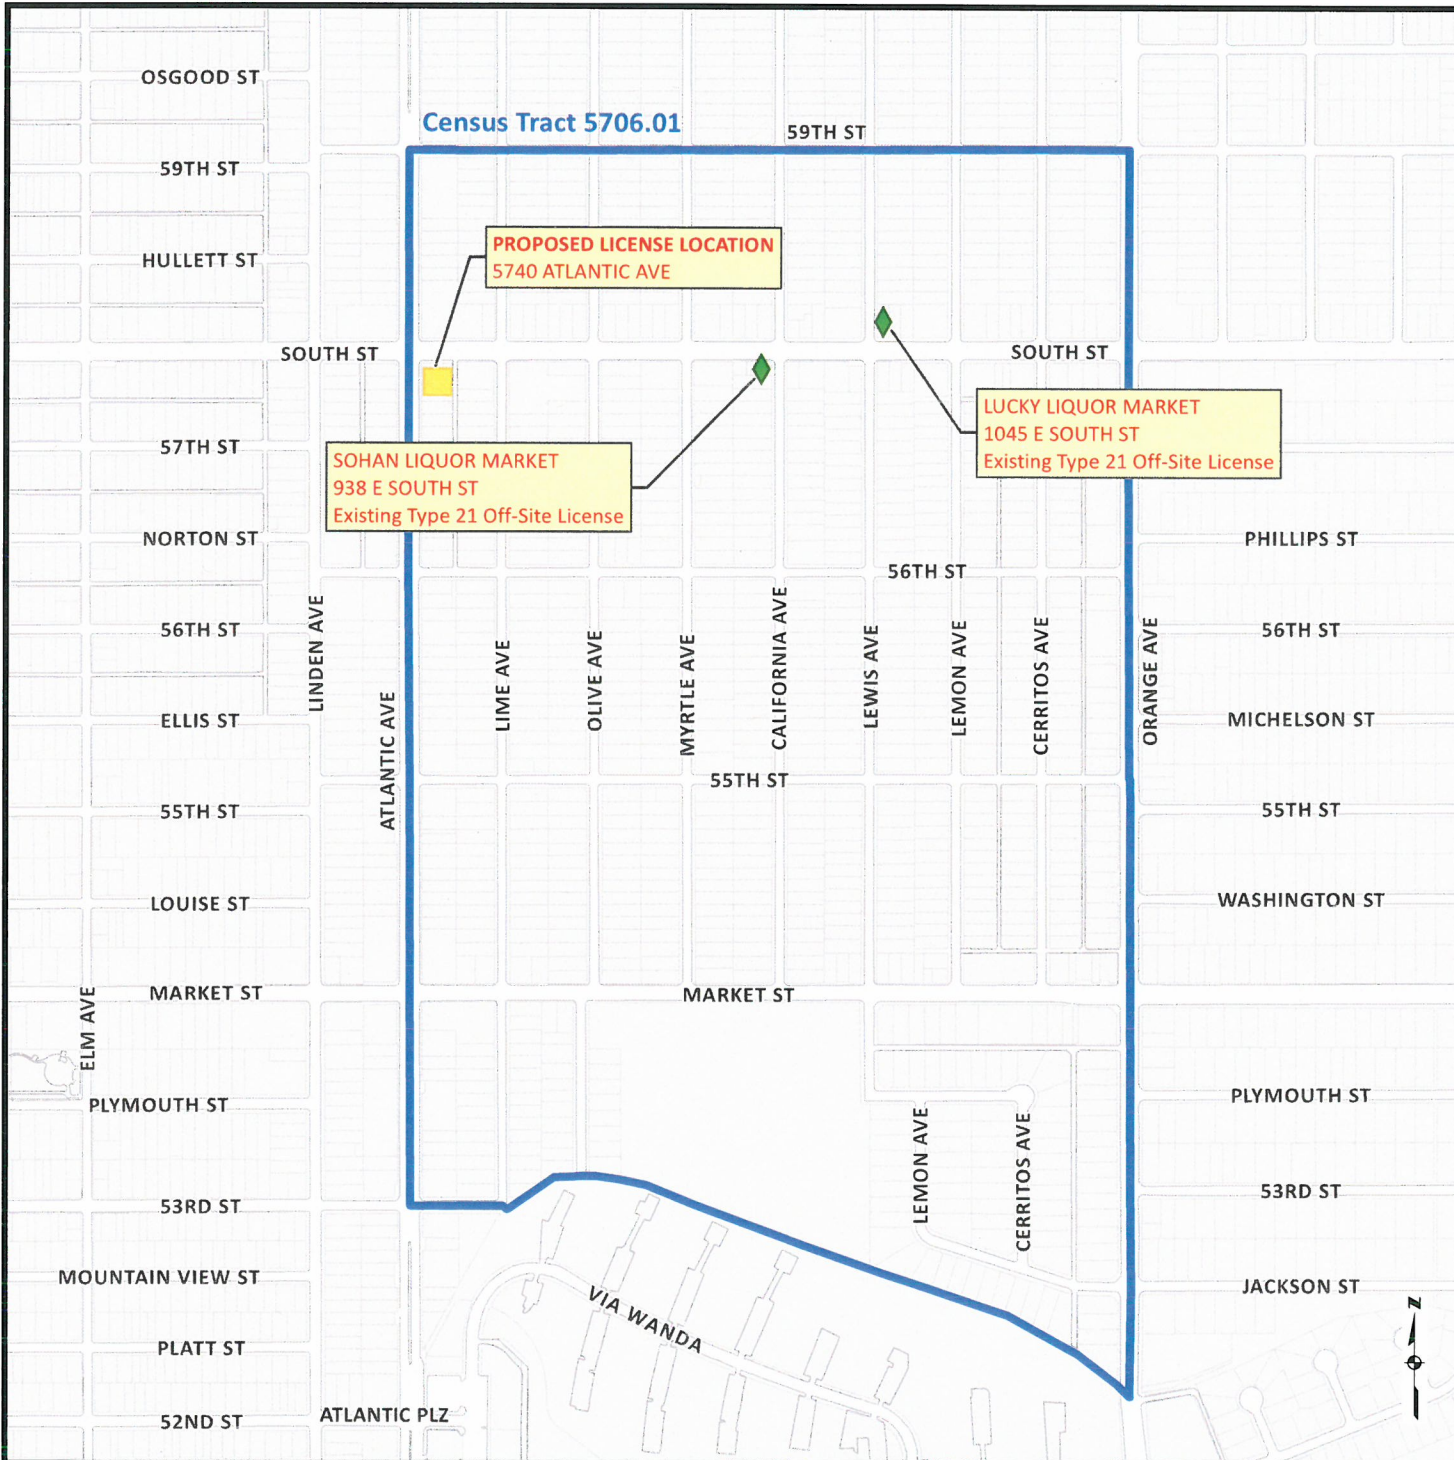 OSGOOD ST
Census Tract 5706.01
59TH ST
59TH ST
PROPOSED LICENSE LOCATION
5740 ATLANTIC AVE
HULLETT ST
SOUTH ST
SOUTH ST
LUCKY LIQUOR MARKET
1045 E SOUTH ST
Existing Type 21 Off-Site License
57TH ST
SOHAN LIQUOR MARKET
938 E SOUTH ST
Existing Type 21 Off-Site License
NORTON ST
PHILLIPS ST
56TH ST
56TH ST
56TH ST
LINDEN AVE
ATLANTIC AVE
LIME AVE
OLIVE AVE
MYRTLE AVE
CALIFORNIA AVE
LEWIS AVE
LEMON AVE
CERRITOS AVE
ORANGE AVE
ELLIS ST
MICHELSON ST
55TH ST
55TH ST
55TH ST
LOUISE ST
WASHINGTON ST
MARKET ST
MARKET ST
ELM AVE
PLYMOUTH ST
PLYMOUTH ST
LEMON AVE
CERRITOS AVE
53RD ST
53RD ST
MOUNTAIN VIEW ST
JACKSON ST
VIA WANDA
PLATT ST
52ND ST
ATLANTIC PLZ
N